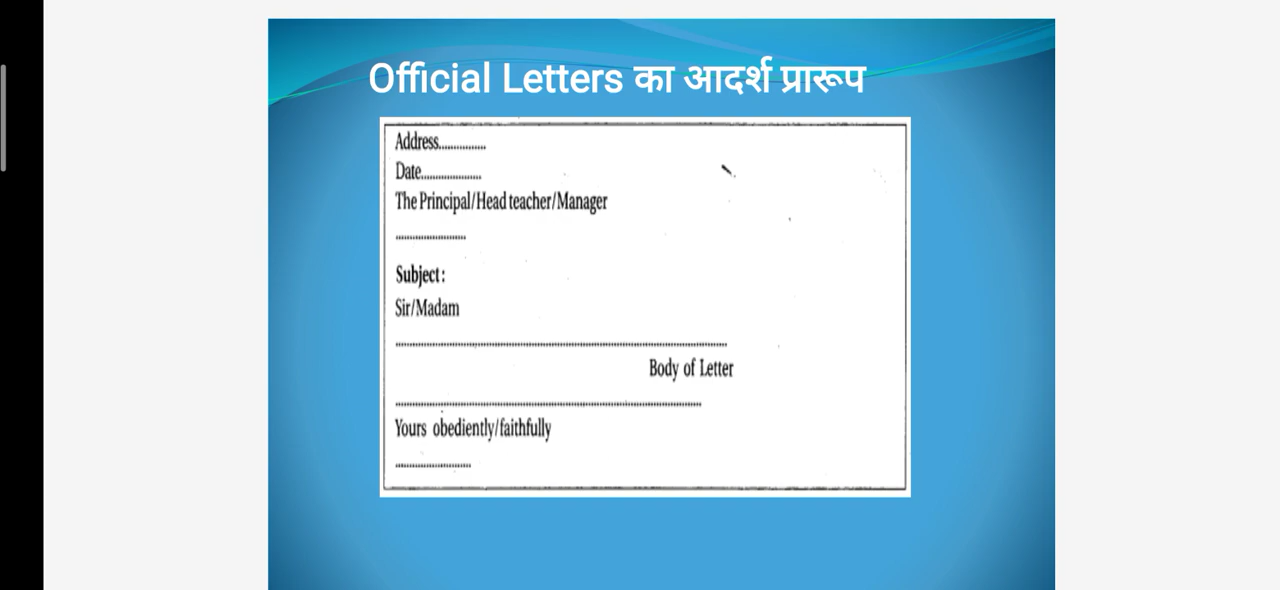 Official Letters का आदर्श प्रारूप
Address...............
Date....................
The Principal/Head teacher/Manager
........................
Subject :
Sir/Madam
................................................................................................................
Body of Letter
.......................................................................................................
Yours obediently/faithfully
.........................